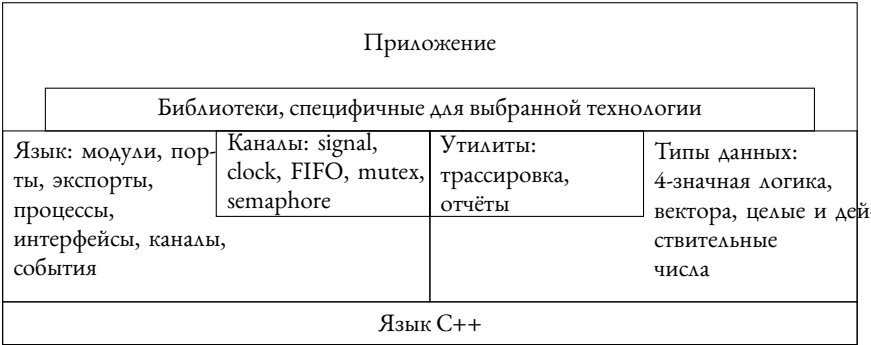 Приложение
Библиотеки, специфичные для выбранной технологии
Язык: модули, пор-
ты, экспорты,
процессы,
интерфейсы, каналы,
события
Каналы: signal,
clock, FIFO, mutex,
semaphore
Утилиты:
трассировка,
отчёты
Типы данных:
4-значная логика,
вектора, целые и дей-
ствительные
числа
Язык C++